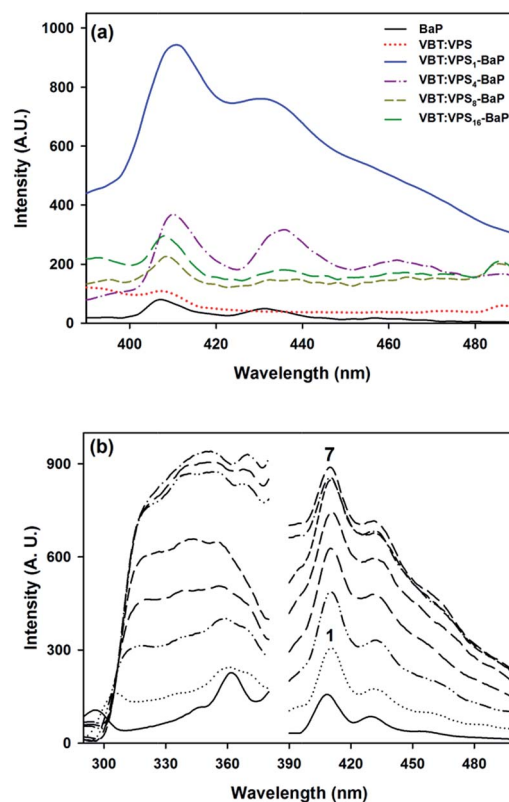 (a)
BaP
VBT:VPS
VBT:VPS1-BaP
VBT:VPS4-BaP
VBT:VPS8-BaP
VBT:VPS16-BaP
1000
800
600
400
200
0
Intensity (A.U.)
400 420 440 460 480
Wavelength (nm)
(b)
7
1
900
600
300
0
Intensity (A. U.)
290 330 360 390 420 450 480
Wavelength (nm)